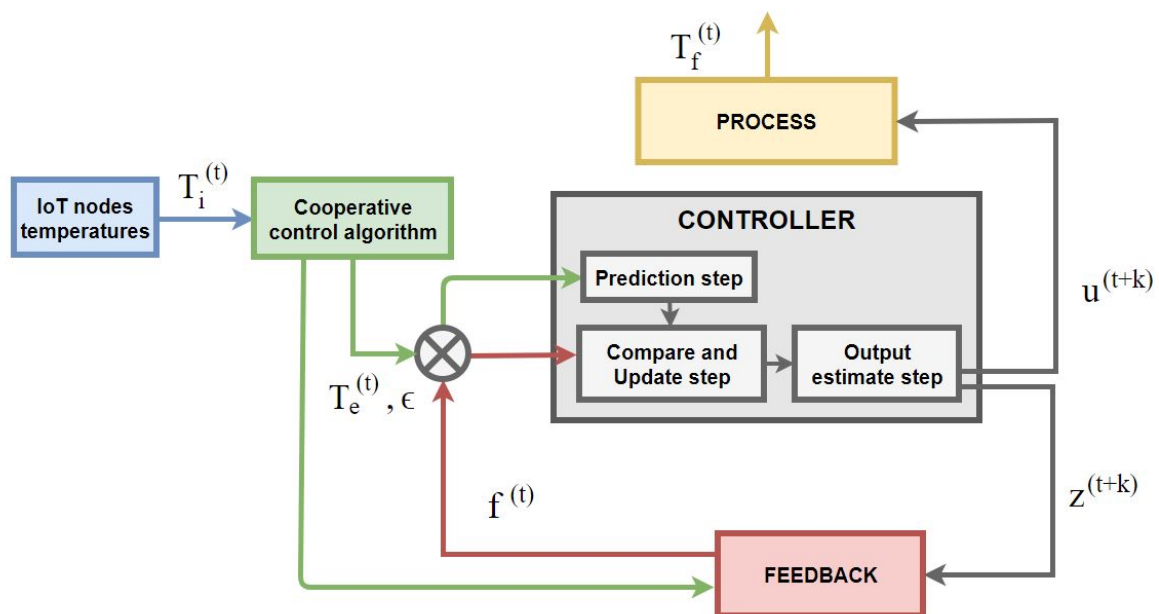 T_f^(t)
PROCESS
T_i^(t)
IoT nodes
temperatures
Cooperative
control algorithm
CONTROLLER
Prediction step
Compare and
Update step
Output
estimate step
u^(t+k)
T_e^(t), ϵ
z^(t+k)
f^(t)
FEEDBACK